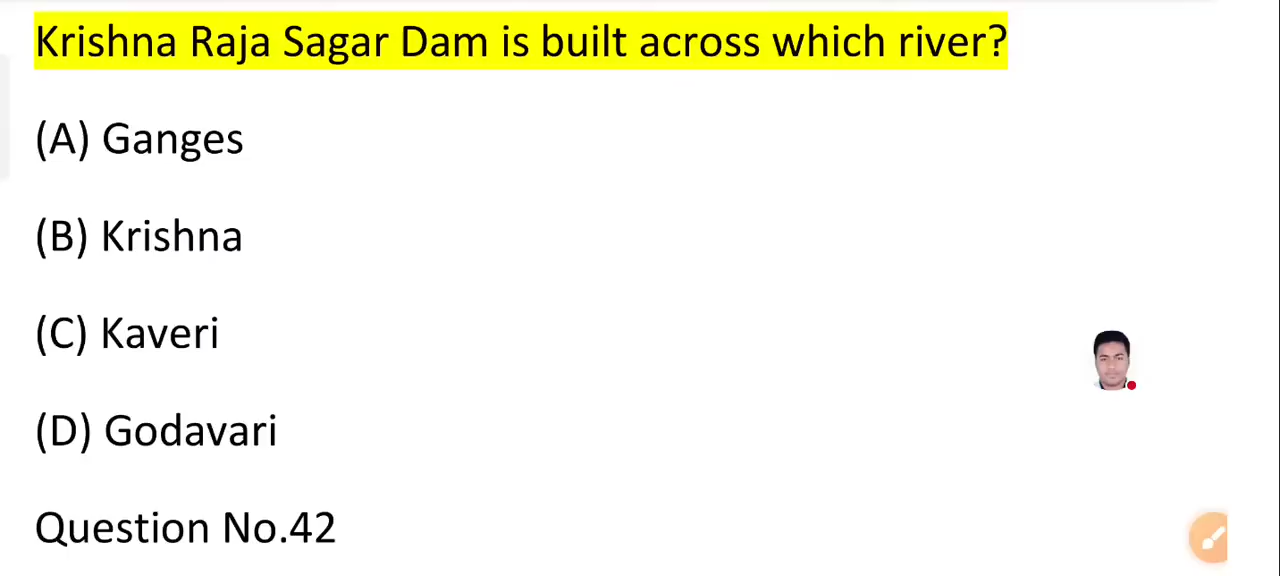 Krishna Raja Sagar Dam is built across which river?
(A) Ganges
(B) Krishna
(C) Kaveri
(D) Godavari
Question No.42